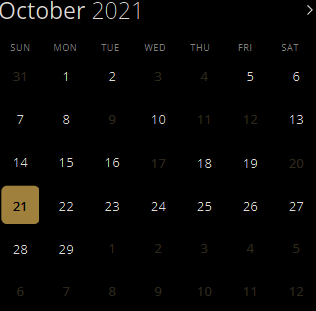 October 2021
SUN MON TUE WED THU FRI SAT
31 1 2 3 4 5 6
7 8 9 10 11 12 13
14 15 16 17 18 19 20
21 22 23 24 25 26 27
28 29 1 2 3 4 5
6 7 8 9 10 11 12